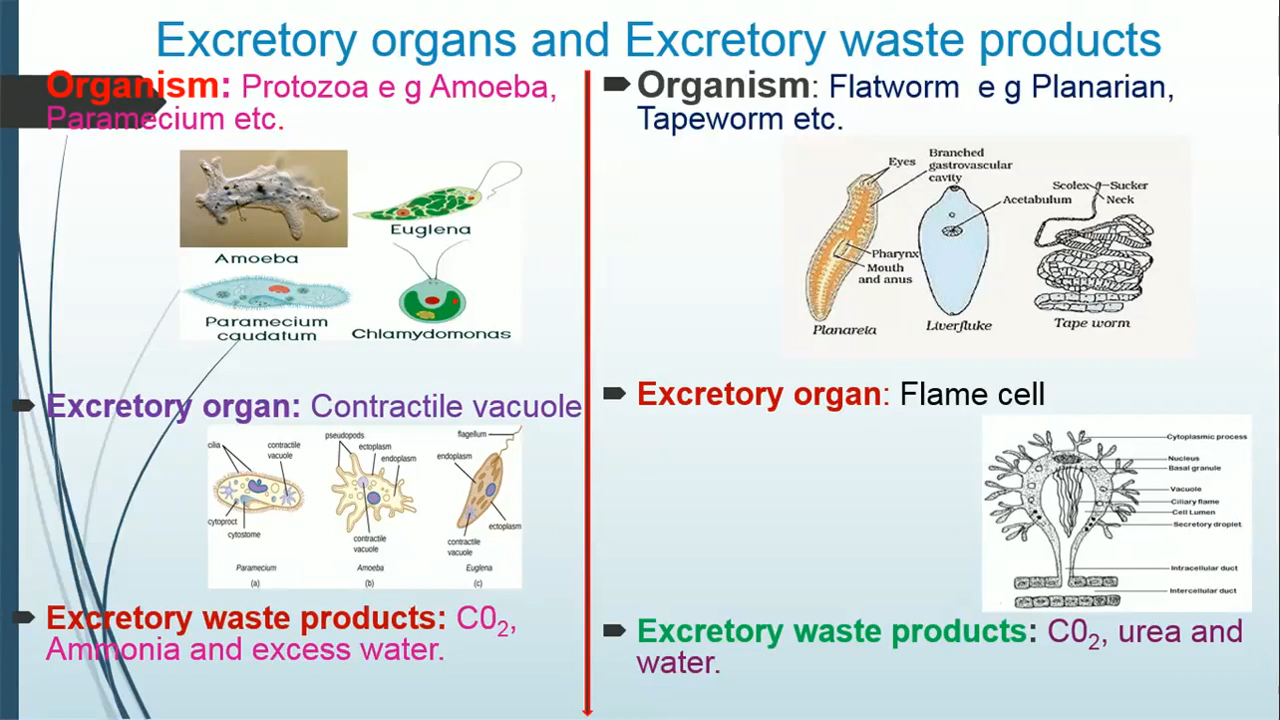 Excretory organs and Excretory waste products
Organism: Protozoa e g Amoeba,
Paramecium etc.
Amoeba
Euglena
Paramecium
caudatum
Chlamydomonas
Excretory organ: Contractile vacuole
cilia
contractile
vacuole
cytoproct
cytostome
Paramecium
(a)
pseudopods
ectoplasm
endoplasm
contractile
vacuole
Amoeba
(b)
flagellum
endoplasm
ectoplasm
contractile
vacuole
Euglena
(c)
Excretory waste products: C0₂,
Ammonia and excess water.
Organism: Flatworm e g Planarian,
Tapeworm etc.
Eyes
Branched
gastrovascular
cavity
Acetabulum
Pharynx
Mouth
and anus
Planareia
Liverfluke
Scolex
Sucker
Neck
Tape worm
Excretory organ: Flame cell
Cytoplasmic process
Nucleus
Basal granule
Vacuole
Ciliary flame
Cell Lumen
Secretory droplet
Intracellular duct
Intercellular duct
Excretory waste products: C0₂, urea and
water.